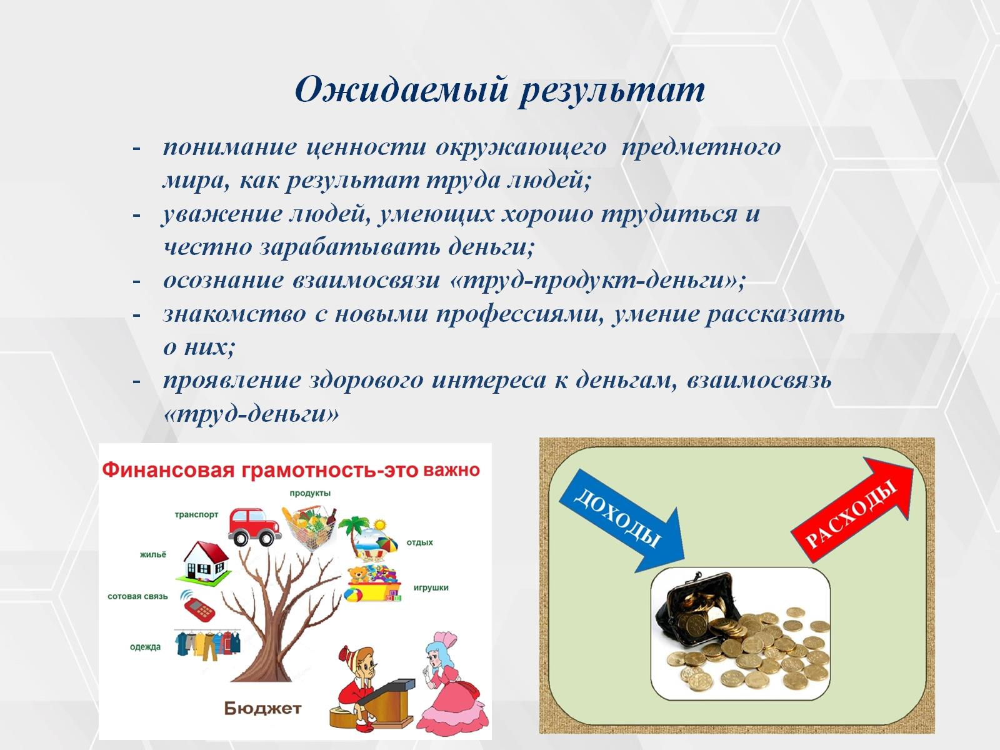 Ожидаемый результат
- понимание ценности окружающего предметного
мира, как результат труда людей;
- уважение людей, умеющих хорошо трудиться и
честно зарабатывать деньги;
- осознание взаимосвязи «труд-продукт-деньги»;
- знакомство с новыми профессиями, умение рассказать
о них;
- проявление здорового интереса к деньгам, взаимосвязь
«труд-деньги»
Финансовая грамотность-это важно
продукты
транспорт
отдых
жильё
игрушки
сотовая связь
одежда
Бюджет
ДОХОДЫ
РАСХОДЫ